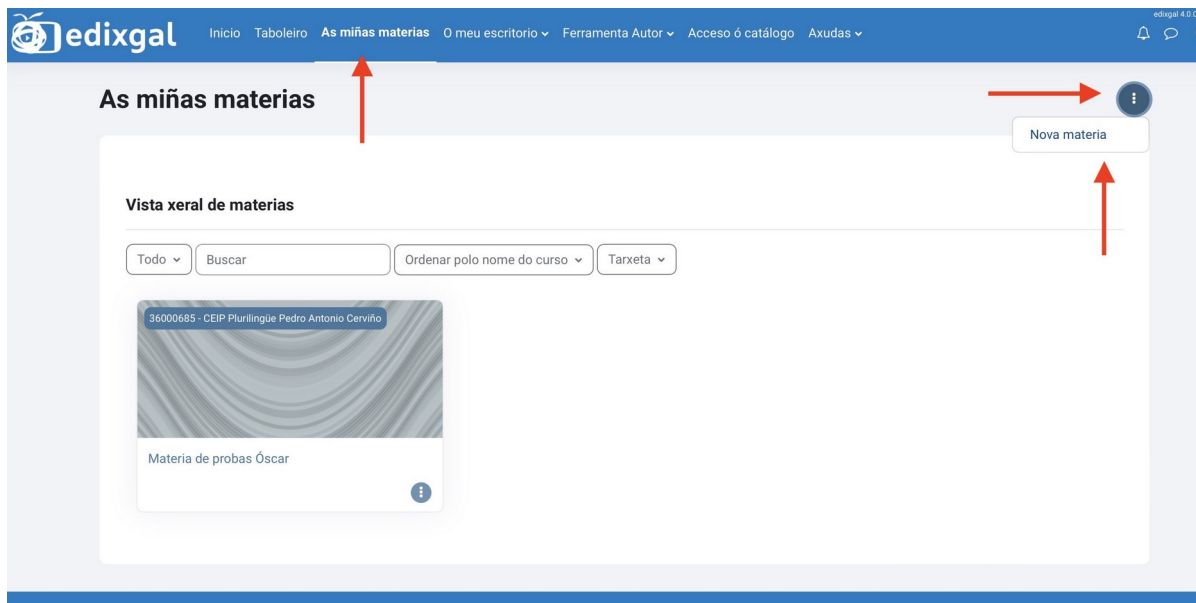 edixgal 4.0.0
edixgal Inicio Taboleiro As miñas materias O meu escritorio Ferramenta Autor Acceso ó catálogo Axudas
As miñas materias
Nova materia
Vista xeral de materias
Todo Buscar Ordenar polo nome do curso Tarxeta
36000685 - CEIP Plurilingüe Pedro Antonio Cerviño
Materia de probas Óscar